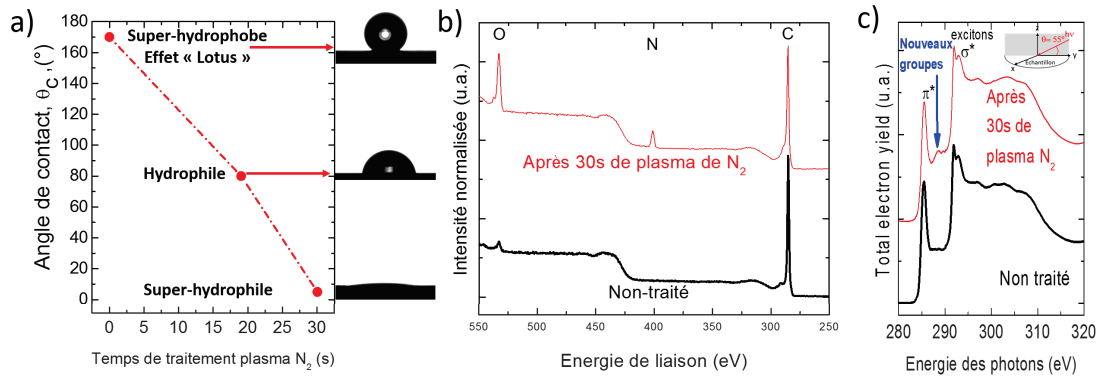 a)
Angle de contact, θC ,(°)
180
160
140
120
100
80
60
40
20
0
Super-hydrophobe
Effet « Lotus »
Hydrophile
Super-hydrophile
0 5 10 15 20 25 30
Temps de traitement plasma N2 (s)
b)
Intensité normalisée (u.a.)
O N C
Après 30s de plasma de N2
Non-traité
550 500 450 400 350 300 250
Energie de liaison (eV)
c)
Total electron yield (u.a.)
Nouveaux
groupes
π*
excitons
σ*
z
θ= 55° hν
x Echantillon y
Après
30s de
plasma N2
Non traité
280 290 300 310 320
Energie des photons (eV)